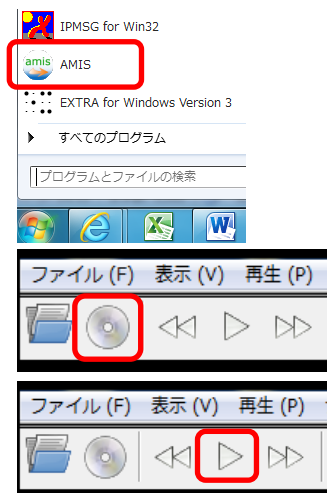 IPMSG for Win32
amis AMIS
EXTRA for Windows Version 3
すべてのプログラム
プログラムとファイルの検索
ファイル (F) 表示 (V) 再生 (P)
ファイル (F) 表示 (V) 再生 (P)